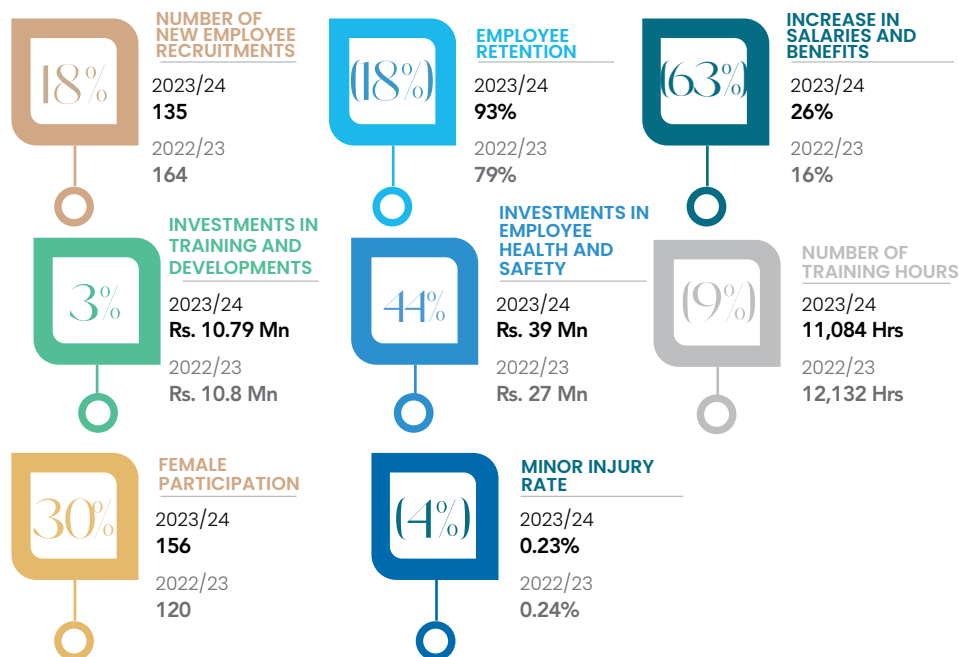 18%
NUMBER OF
NEW EMPLOYEE
RECRUITMENTS
2023/24
135
2022/23
164
(18%)
EMPLOYEE
RETENTION
2023/24
93%
2022/23
79%
(63%)
INCREASE IN
SALARIES AND
BENEFITS
2023/24
26%
2022/23
16%
3%
INVESTMENTS IN
TRAINING AND
DEVELOPMENTS
2023/24
Rs. 10.79 Mn
2022/23
Rs. 10.8 Mn
44%
INVESTMENTS IN
EMPLOYEE
HEALTH AND
SAFETY
2023/24
Rs. 39 Mn
2022/23
Rs. 27 Mn
(9%)
NUMBER OF
TRAINING HOURS
2023/24
11,084 Hrs
2022/23
12,132 Hrs
30%
FEMALE
PARTICIPATION
2023/24
156
2022/23
120
(4%)
MINOR INJURY
RATE
2023/24
0.23%
2022/23
0.24%